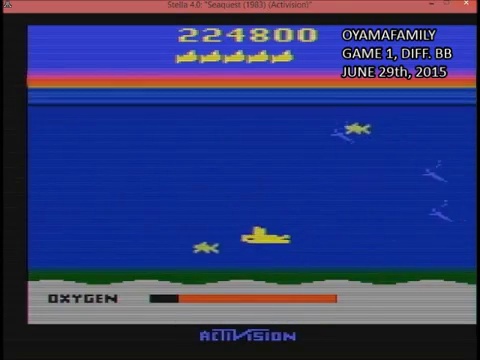 Stella 4.0: "Seaquest (1983) (Activision)"
224800
OYAMAFAMILY
GAME 1, DIFF. BB
JUNE 29th, 2015
OXYGEN
ACTIVISION